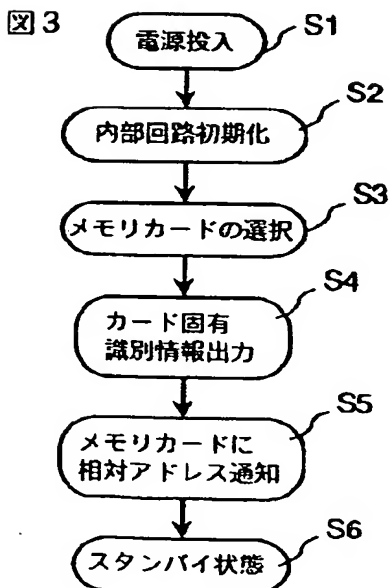 図3
電源投入
S1
内部回路初期化
S2
メモリカードの選択
S3
カード固有
識別情報出力
S4
メモリカードに
相対アドレス通知
S5
スタンバイ状態
S6